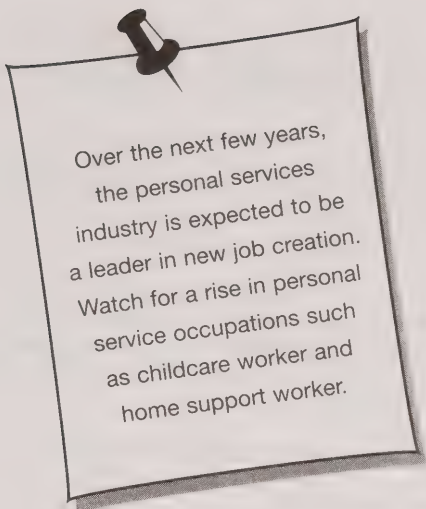 Over the next few years,
the personal services
industry is expected to be
a leader in new job creation.
Watch for a rise in personal
service occupations such
as childcare worker and
home support worker.